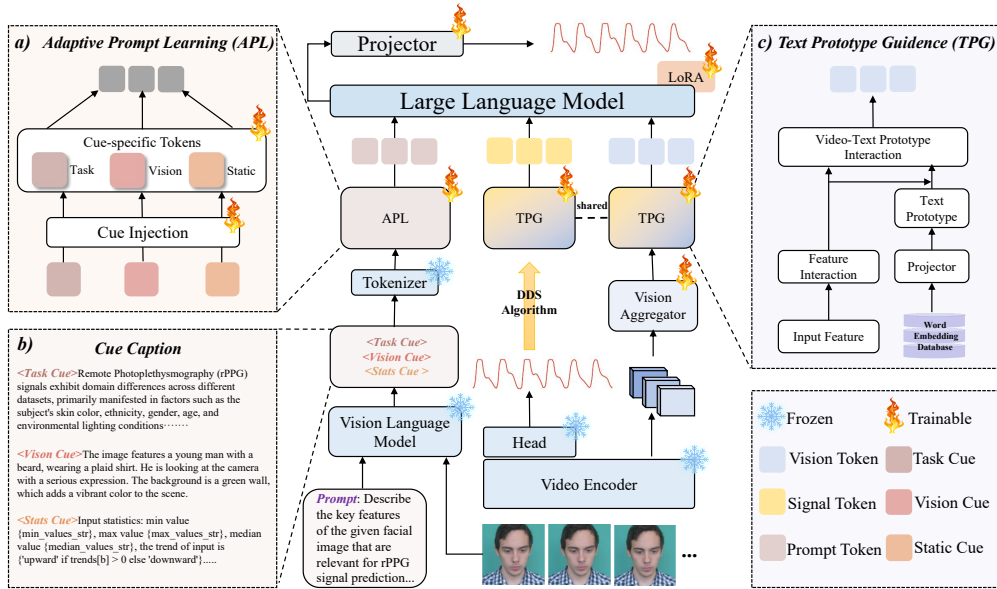 a) Adaptive Prompt Learning (APL)
Cue-specific Tokens
Task
Vision
Static
Cue Injection
b) Cue Caption
<Task Cue>Remote Photoplethysmography (rPPG)
signals exhibit domain differences across different
datasets, primarily manifested in factors such as the
subject's skin color, ethnicity, gender, age, and
environmental lighting conditions·······
<Vison Cue>The image features a young man with a
beard, wearing a plaid shirt. He is looking at the camera
with a serious expression. The background is a green wall,
which adds a vibrant color to the scene.
<Stats Cue>Input statistics: min value
{min_values_str}, max value {max_values_str}, median
value {median_values_str}, the trend of input is
{'upward' if trends[b] > 0 else 'downward'}.....
Projector
LoRA
Large Language Model
APL
TPG
shared
TPG
Tokenizer
DDS
Algorithm
Vision
Aggregator
<Task Cue>
<Vision Cue>
<Stats Cue >
Vision Language
Model
Head
Video Encoder
Prompt: Describe
the key features
of the given facial
image that are
relevant for rPPG
signal prediction...
...
c) Text Prototype Guidence (TPG)
Video-Text Prototype
Interaction
Text
Prototype
Feature
Interaction
Projector
Input Feature
Word
Embedding
Database
Frozen
Trainable
Vision Token
Task Cue
Signal Token
Vision Cue
Prompt Token
Static Cue